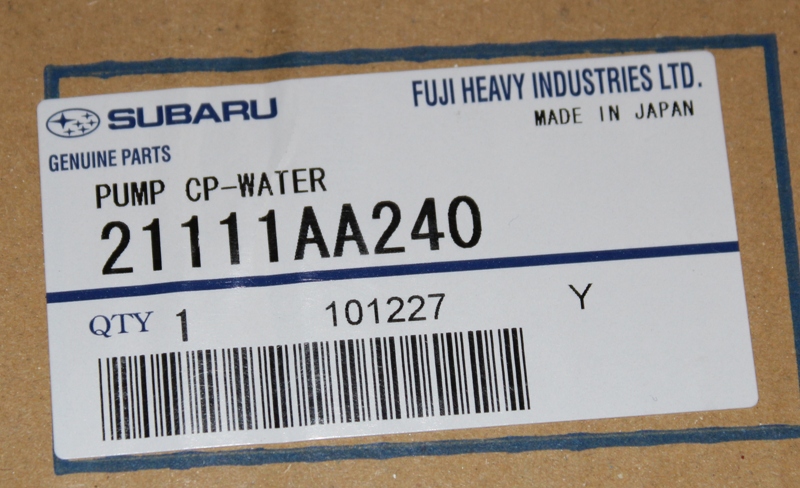 SUBARU
FUJI HEAVY INDUSTRIES LTD.
MADE IN JAPAN
GENUINE PARTS
PUMP CP-WATER
21111AA240
QTY 1 101227 Y